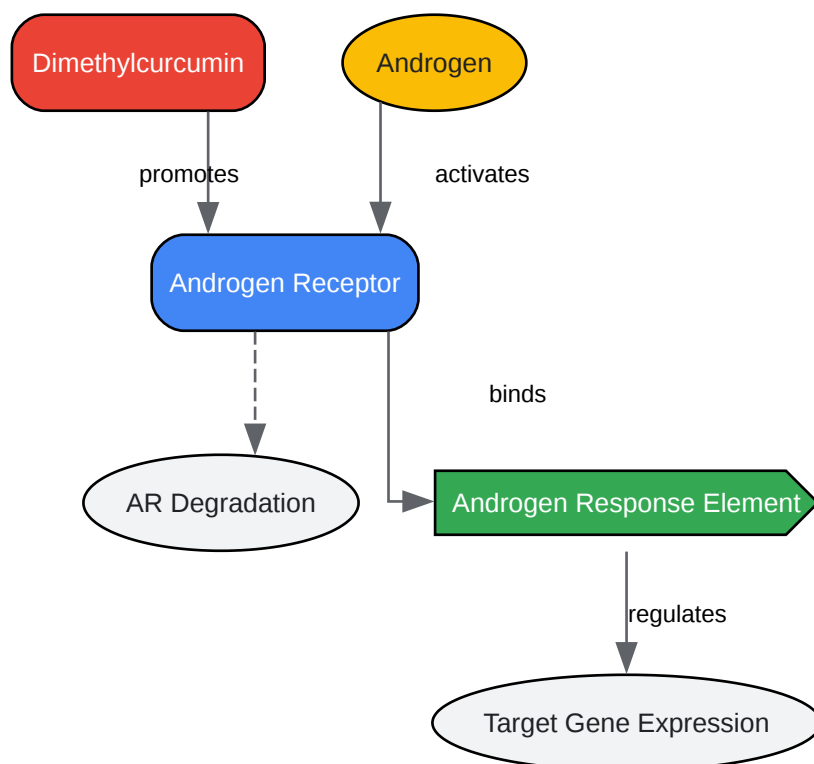 Dimethylcurcumin
Androgen
promotes
activates
Androgen Receptor
binds
AR Degradation
Androgen Response Element
regulates
Target Gene Expression